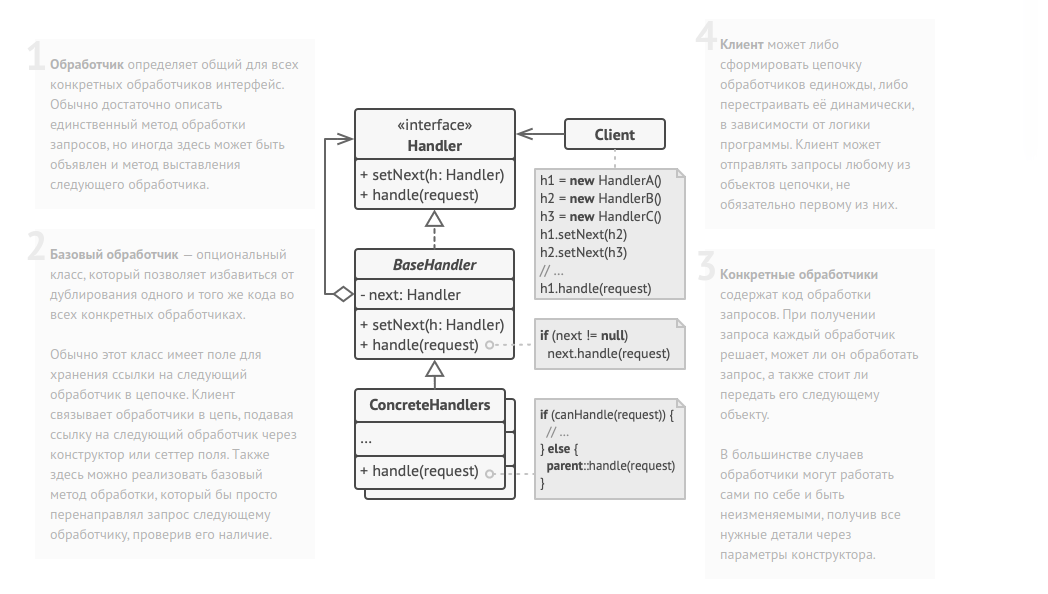 1
Обработчик определяет общий для всех
конкретных обработчиков интерфейс.
Обычно достаточно описать
единственный метод обработки
запросов, но иногда здесь может быть
объявлен и метод выставления
следующего обработчика.
2
Базовый обработчик — опциональный
класс, который позволяет избавиться от
дублирования одного и того же кода во
всех конкретных обработчиках.
Обычно этот класс имеет поле для
хранения ссылки на следующий
обработчик в цепочке. Клиент
связывает обработчики в цепь, подавая
ссылку на следующий обработчик через
конструктор или сеттер поля. Также
здесь можно реализовать базовый
метод обработки, который бы просто
перенаправлял запрос следующему
обработчику, проверив его наличие.
«interface»
Handler
+ setNext(h: Handler)
+ handle(request)
BaseHandler
- next: Handler
+ setNext(h: Handler)
+ handle(request)
ConcreteHandlers
...
+ handle(request)
Client
h1 = new HandlerA()
h2 = new HandlerB()
h3 = new HandlerC()
h1.setNext(h2)
h2.setNext(h3)
// ...
h1.handle(request)
if (next != null)
next.handle(request)
if (canHandle(request)) {
// ...
} else {
parent::handle(request)
}
4
Клиент может либо
сформировать цепочку
обработчиков единожды, либо
перестраивать её динамически,
в зависимости от логики
программы. Клиент может
отправлять запросы любому из
объектов цепочки, не
обязательно первому из них.
3
Конкретные обработчики
содержат код обработки
запросов. При получении
запроса каждый обработчик
решает, может ли он обработать
запрос, а также стоит ли
передать его следующему
объекту.
В большинстве случаев
обработчики могут работать
сами по себе и быть
неизменяемыми, получив все
нужные детали через
параметры конструктора.